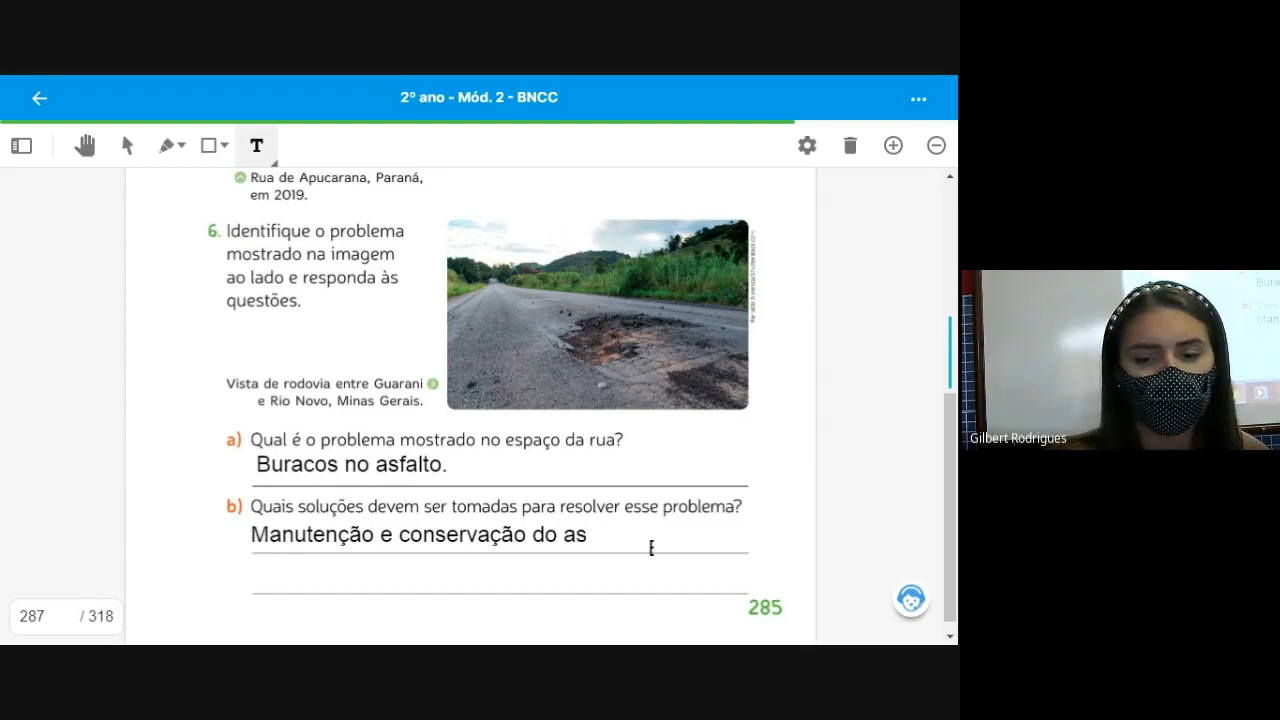 2º ano - Mód. 2 - BNCC
T
Rua de Apucarana, Paraná,
em 2019.
6. Identifique o problema
mostrado na imagem
ao lado e responda às
questões.
Vista de rodovia entre Guarani
e Rio Novo, Minas Gerais.
a) Qual é o problema mostrado no espaço da rua?
Buracos no asfalto.
b) Quais soluções devem ser tomadas para resolver esse problema?
Manutenção e conservação do as
285
287 / 318
Bura
b)
Man
Gilbert Rodrigues